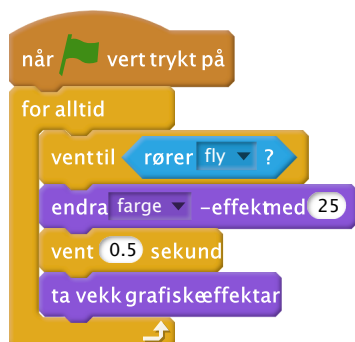 når vert trykt på
for alltid
vent til rører fly ?
endra farge -effekt med 25
vent 0.5 sekund
ta vekk grafiske effektar